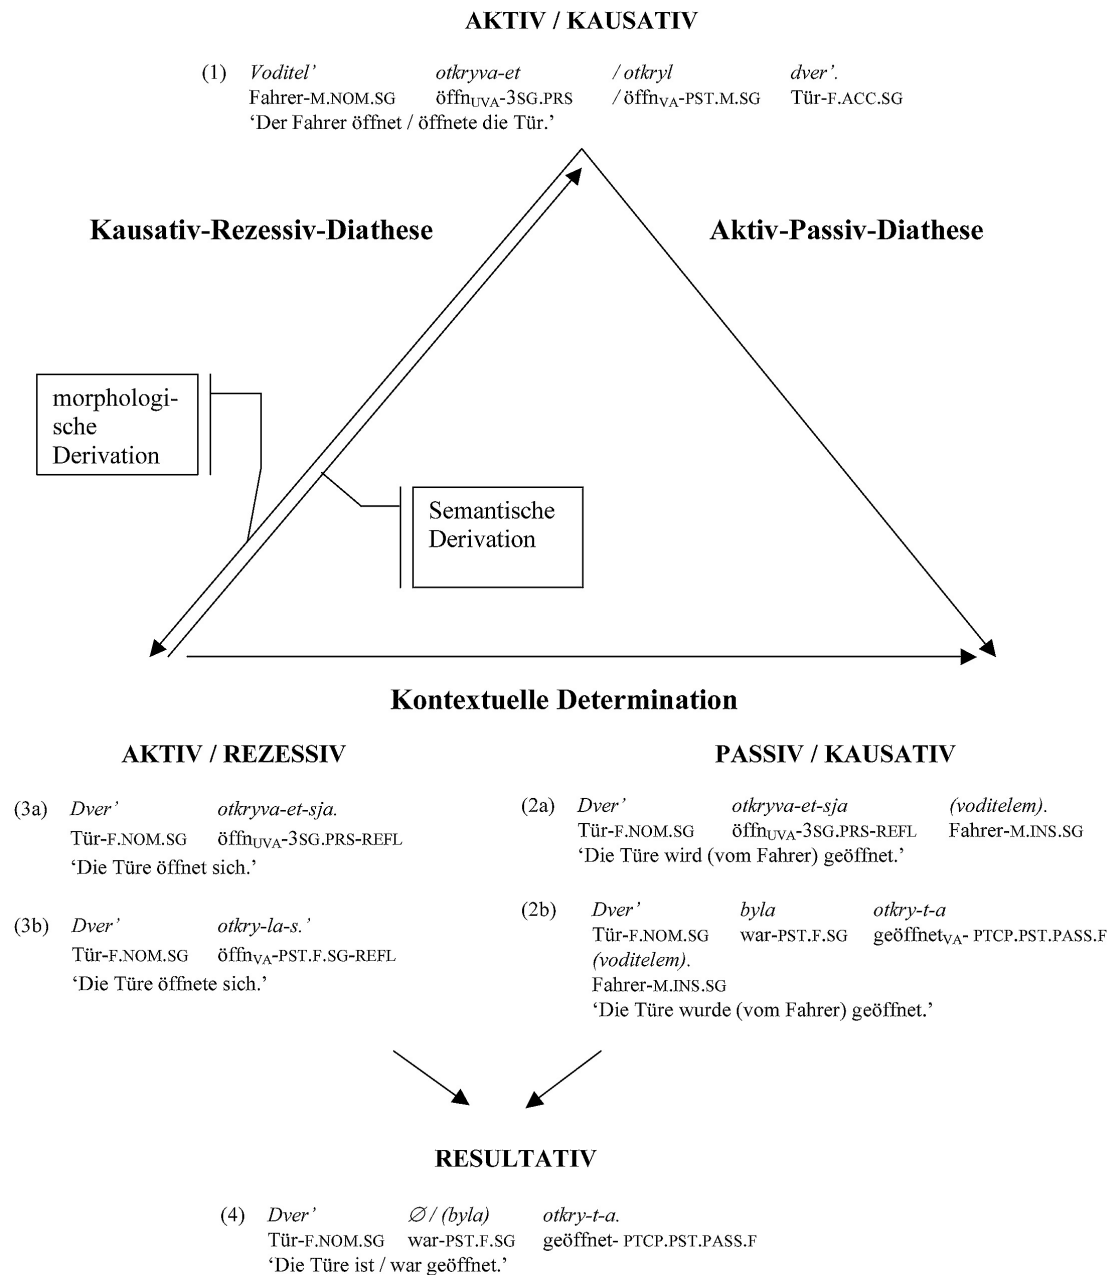 AKTIV / KAUSATIV
(1) Voditel’ otkryva-et / otkryl dver’.
Fahrer-M.NOM.SG öffnUVA-3SG.PRS / öffnVA-PST.M.SG Tür-F.ACC.SG
‘Der Fahrer öffnet / öffnete die Tür.’
Kausativ-Rezessiv-Diathese
Aktiv-Passiv-Diathese
morphologi-
sche
Derivation
Semantische
Derivation
Kontextuelle Determination
AKTIV / REZESSIV
(3a) Dver’ otkryva-et-sja.
Tür-F.NOM.SG öffnUVA-3SG.PRS-REFL
‘Die Türe öffnet sich.’
(3b) Dver’ otkry-la-s.’
Tür-F.NOM.SG öffnVA-PST.F.SG-REFL
‘Die Türe öffnete sich.’
PASSIV / KAUSATIV
(2a) Dver’ otkryva-et-sja (voditelem).
Tür-F.NOM.SG öffnUVA-3SG.PRS-REFL Fahrer-M.INS.SG
‘Die Türe wird (vom Fahrer) geöffnet.’
(2b) Dver’ byla otkry-t-a
Tür-F.NOM.SG war-PST.F.SG geöffnetVA- PTCP.PST.PASS.F
(voditelem).
Fahrer-M.INS.SG
‘Die Türe wurde (vom Fahrer) geöffnet.’
RESULTATIV
(4) Dver’ ∅ / (byla) otkry-t-a.
Tür-F.NOM.SG war-PST.F.SG geöffnet- PTCP.PST.PASS.F
‘Die Türe ist / war geöffnet.’